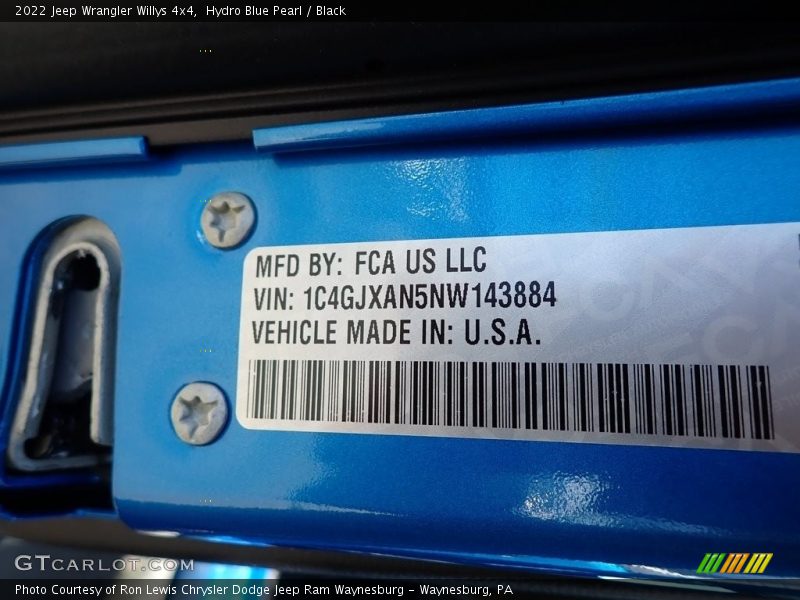 2022 Jeep Wrangler Willys 4x4,  Hydro Blue Pearl / Black
MFD BY: FCA US LLC
VIN: 1C4GJXAN5NW143884
VEHICLE MADE IN: U.S.A.
GTCARLOT.COM
Photo Courtesy of Ron Lewis Chrysler Dodge Jeep Ram Waynesburg - Waynesburg, PA